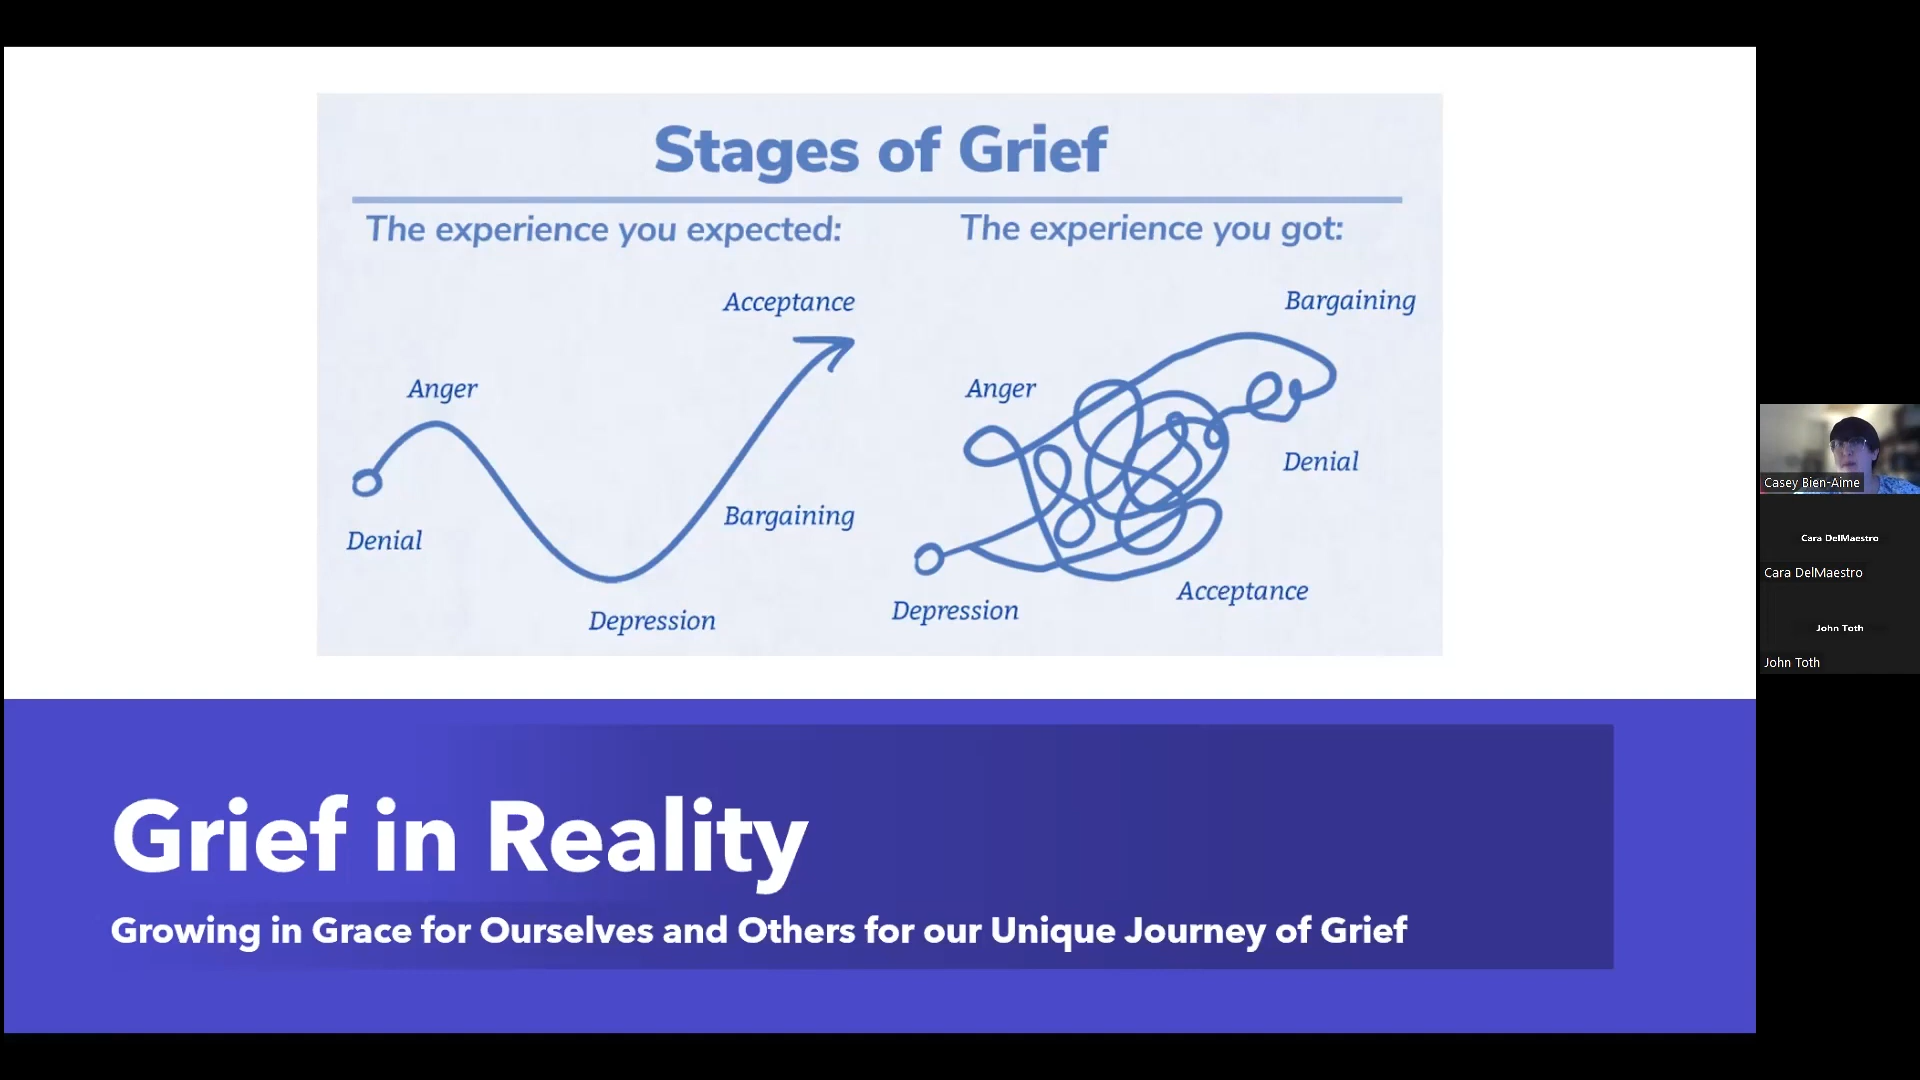 Stages of Grief
The experience you expected:
The experience you got:
Acceptance
Anger
Bargaining
Denial
Depression
Bargaining
Anger
Denial
Acceptance
Depression
Grief in Reality
Growing in Grace for Ourselves and Others for our Unique Journey of Grief
Casey Bien-Aime
Cara DelMaestro
Cara DelMaestro
John Toth
John Toth